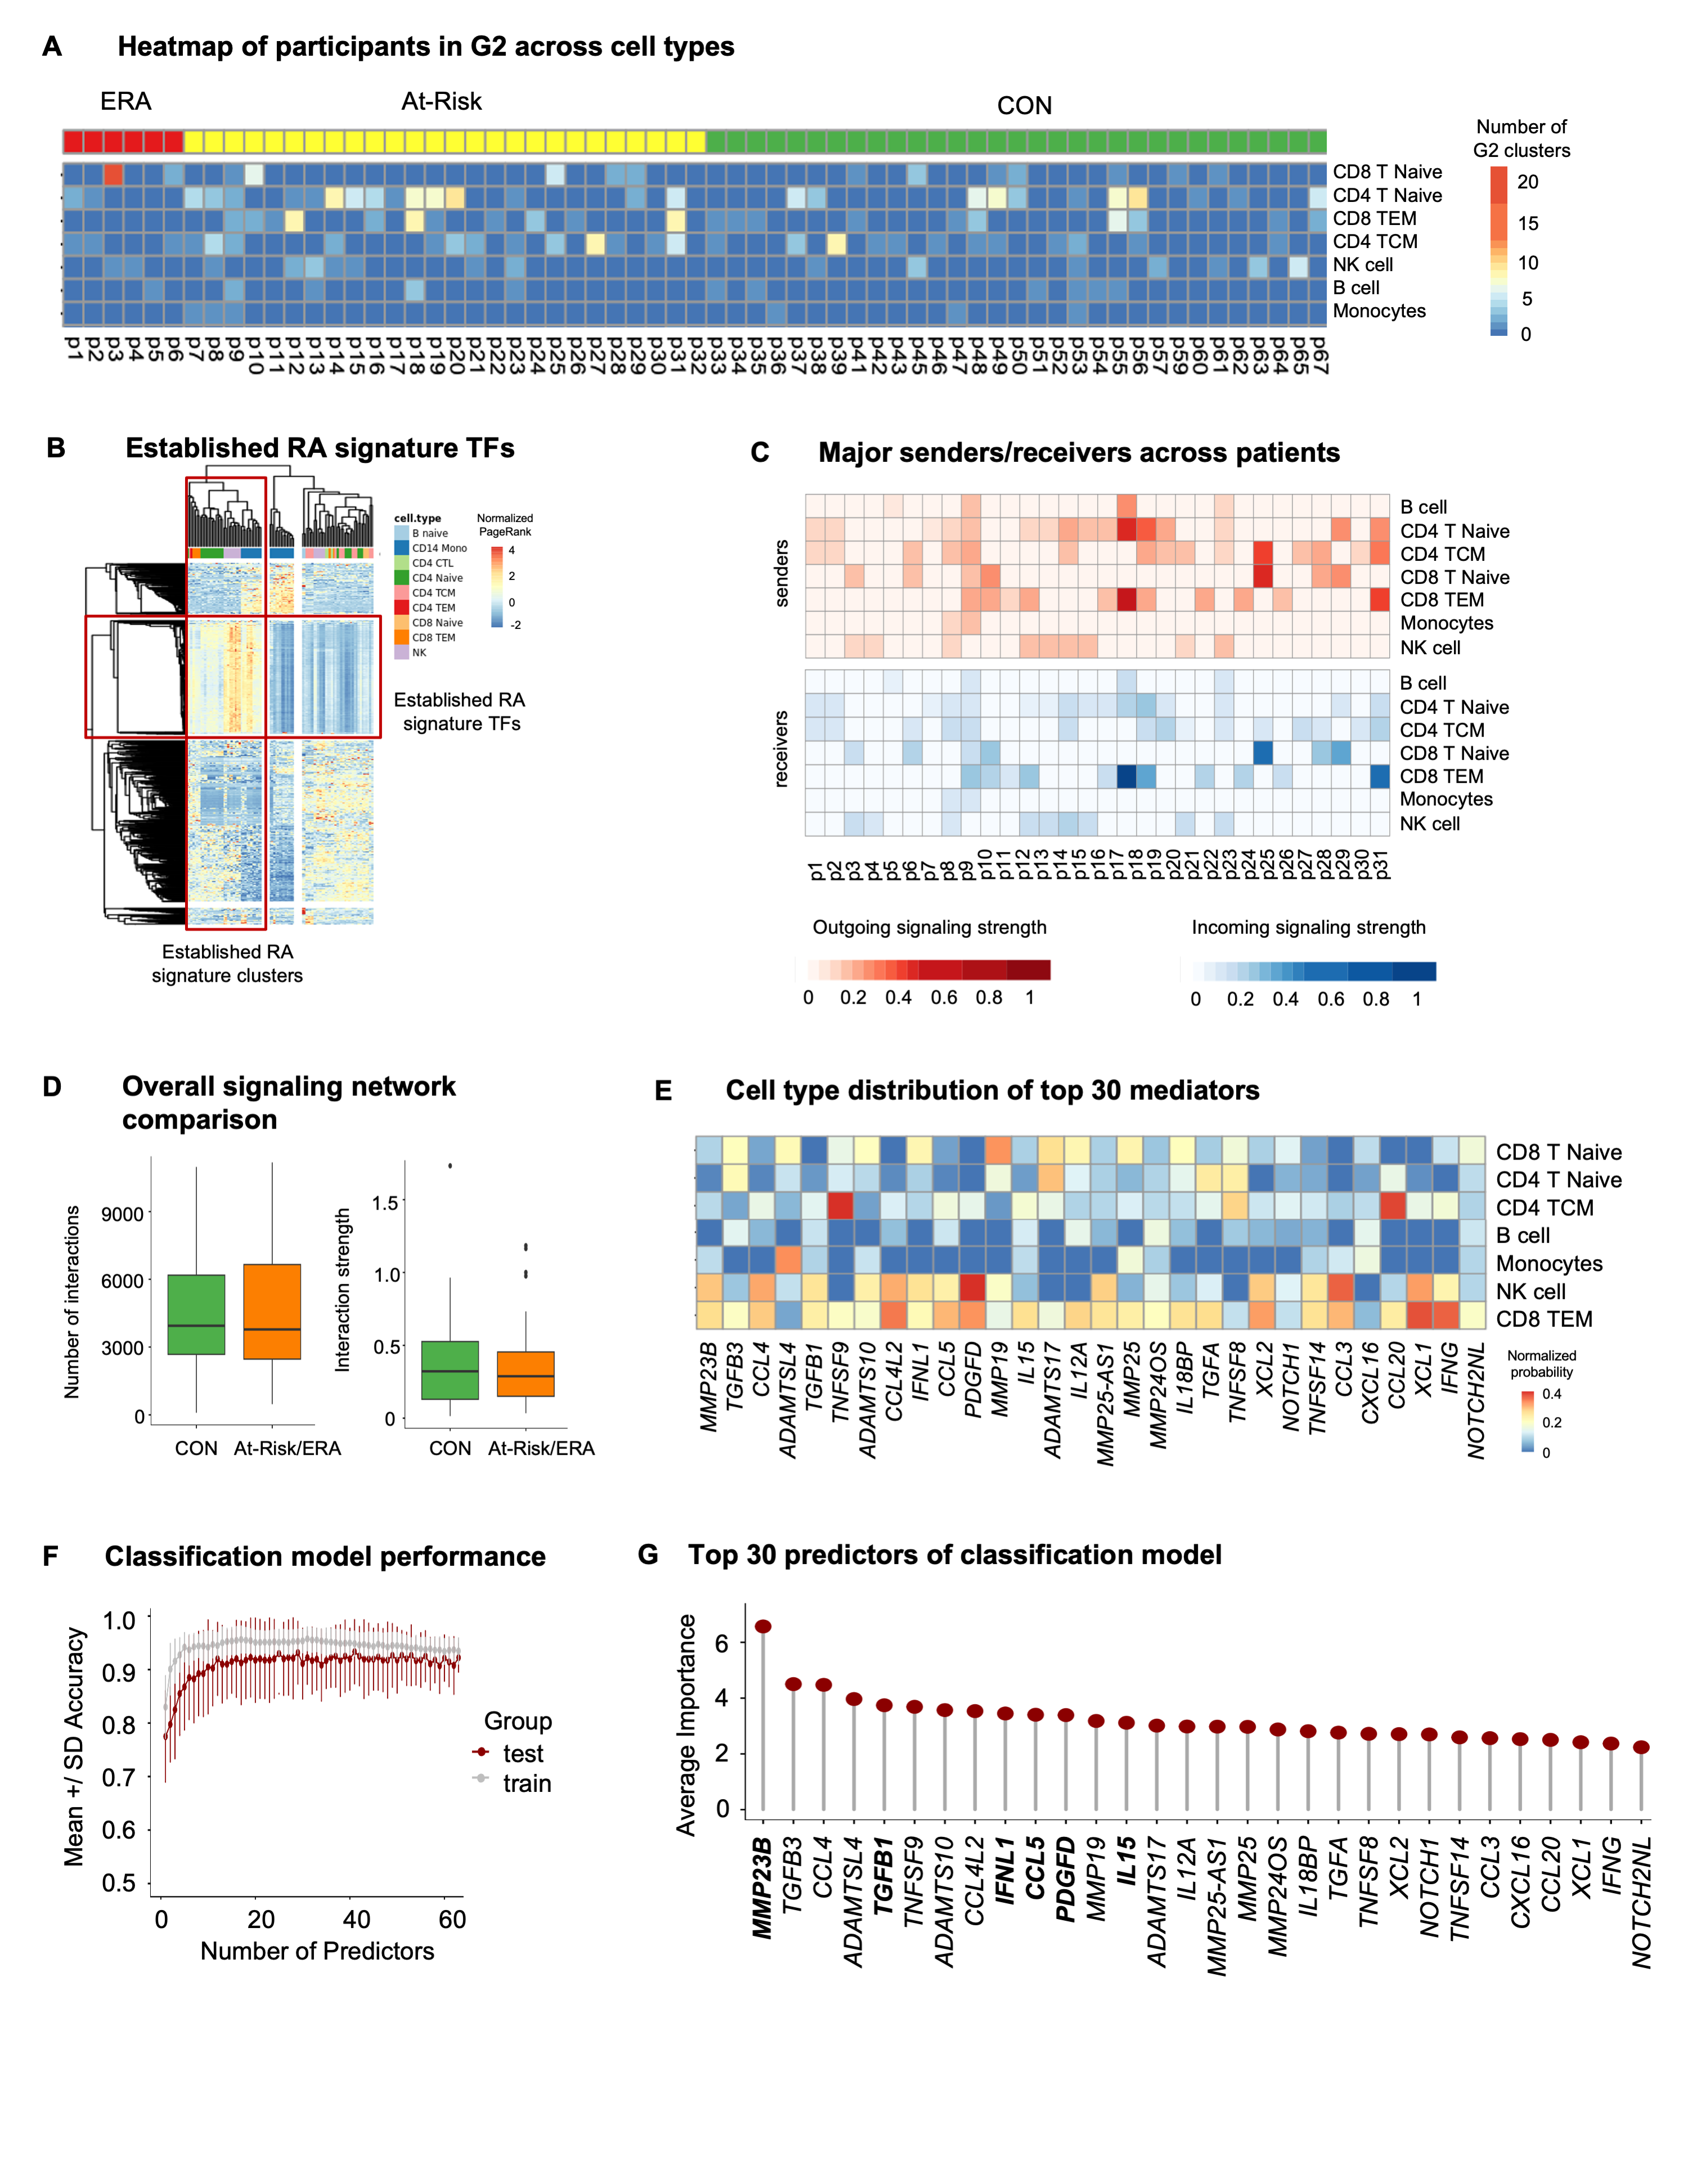 A Heatmap of participants in G2 across cell types
ERA At-Risk CON
Number of
G2 clusters
20
15
10
5
0
CD8 T Naive
CD4 T Naive
CD8 TEM
CD4 TCM
NK cell
B cell
Monocytes
p1 p2 p3 p4 p5 p6 p7 p8 p9 p10 p11 p12 p13 p14 p15 p16 p17 p18 p19 p20 p21 p22 p23 p24 p25 p26 p27 p28 p29 p30 p31 p32 p33 p34 p35 p36 p37 p38 p39 p41 p42 p43 p45 p46 p47 p48 p49 p50 p51 p52 p53 p54 p55 p56 p57 p59 p60 p61 p62 p63 p64 p65 p67
B Established RA signature TFs
cell.type
B naive
CD14 Mono
CD4 CTL
CD4 Naive
CD4 TCM
CD4 TEM
CD8 Naive
CD8 TEM
NK
Normalized
PageRank
4
2
0
-2
Established RA
signature TFs
Established RA
signature clusters
C Major senders/receivers across patients
senders
B cell
CD4 T Naive
CD4 TCM
CD8 T Naive
CD8 TEM
Monocytes
NK cell
receivers
B cell
CD4 T Naive
CD4 TCM
CD8 T Naive
CD8 TEM
Monocytes
NK cell
p1 p2 p3 p4 p5 p6 p7 p8 p9 p10 p11 p12 p13 p14 p15 p16 p17 p18 p19 p20 p21 p22 p23 p24 p25 p26 p27 p28 p29 p30 p31
Outgoing signaling strength
0 0.2 0.4 0.6 0.8 1
Incoming signaling strength
0 0.2 0.4 0.6 0.8 1
D Overall signaling network
comparison
Number of interactions
9000
6000
3000
0
CON At-Risk/ERA
Interaction strength
1.5
1.0
0.5
0
CON At-Risk/ERA
E Cell type distribution of top 30 mediators
CD8 T Naive
CD4 T Naive
CD4 TCM
B cell
Monocytes
NK cell
CD8 TEM
MMP23B TGFB3 CCL4 ADAMTSL4 TGFB1 TNFSF9 ADAMTS10 CCL4L2 IFNL1 CCL5 PDGFD MMP19 IL15 ADAMTS17 IL12A MMP25-AS1 MMP25 MMP24OS IL18BP TGFA TNFSF8 XCL2 NOTCH1 TNFSF14 CCL3 CXCL16 CCL20 XCL1 IFNG NOTCH2NL
Normalized
probability
0.4
0.2
0
F Classification model performance
Mean +/ SD Accuracy
1.0
0.9
0.8
0.7
0.6
0.5
0 20 40 60
Number of Predictors
Group
test
train
G Top 30 predictors of classification model
Average Importance
6
4
2
0
MMP23B TGFB3 CCL4 ADAMTSL4 TGFB1 TNFSF9 ADAMTS10 CCL4L2 IFNL1 CCL5 PDGFD MMP19 IL15 ADAMTS17 IL12A MMP25-AS1 MMP25 MMP24OS IL18BP TGFA TNFSF8 XCL2 NOTCH1 TNFSF14 CCL3 CXCL16 CCL20 XCL1 IFNG NOTCH2NL